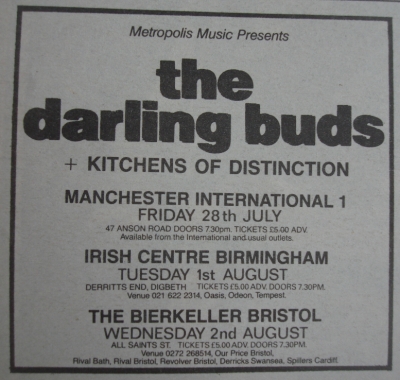 Metropolis Music Presents
the
darling buds
+ KITCHENS OF DISTINCTION
MANCHESTER INTERNATIONAL 1
FRIDAY 28th JULY
47 ANSON ROAD DOORS 7.30pm. TICKETS £5.00 ADV.
Available from the International and usual outlets.
IRISH CENTRE BIRMINGHAM
TUESDAY 1st AUGUST
DERRITTS END, DIGBETH TICKETS £5.00 ADV. DOORS 7.30PM.
Venue 021 622 2314, Oasis, Odeon, Tempest.
THE BIERKELLER BRISTOL
WEDNESDAY 2nd AUGUST
ALL SAINTS ST. TICKETS £5.00 ADV. DOORS 7.30PM.
Venue 0272 268514, Our Price Bristol,
Rival Bath, Rival Bristol, Revolver Bristol, Derricks Swansea, Spillers Cardiff.